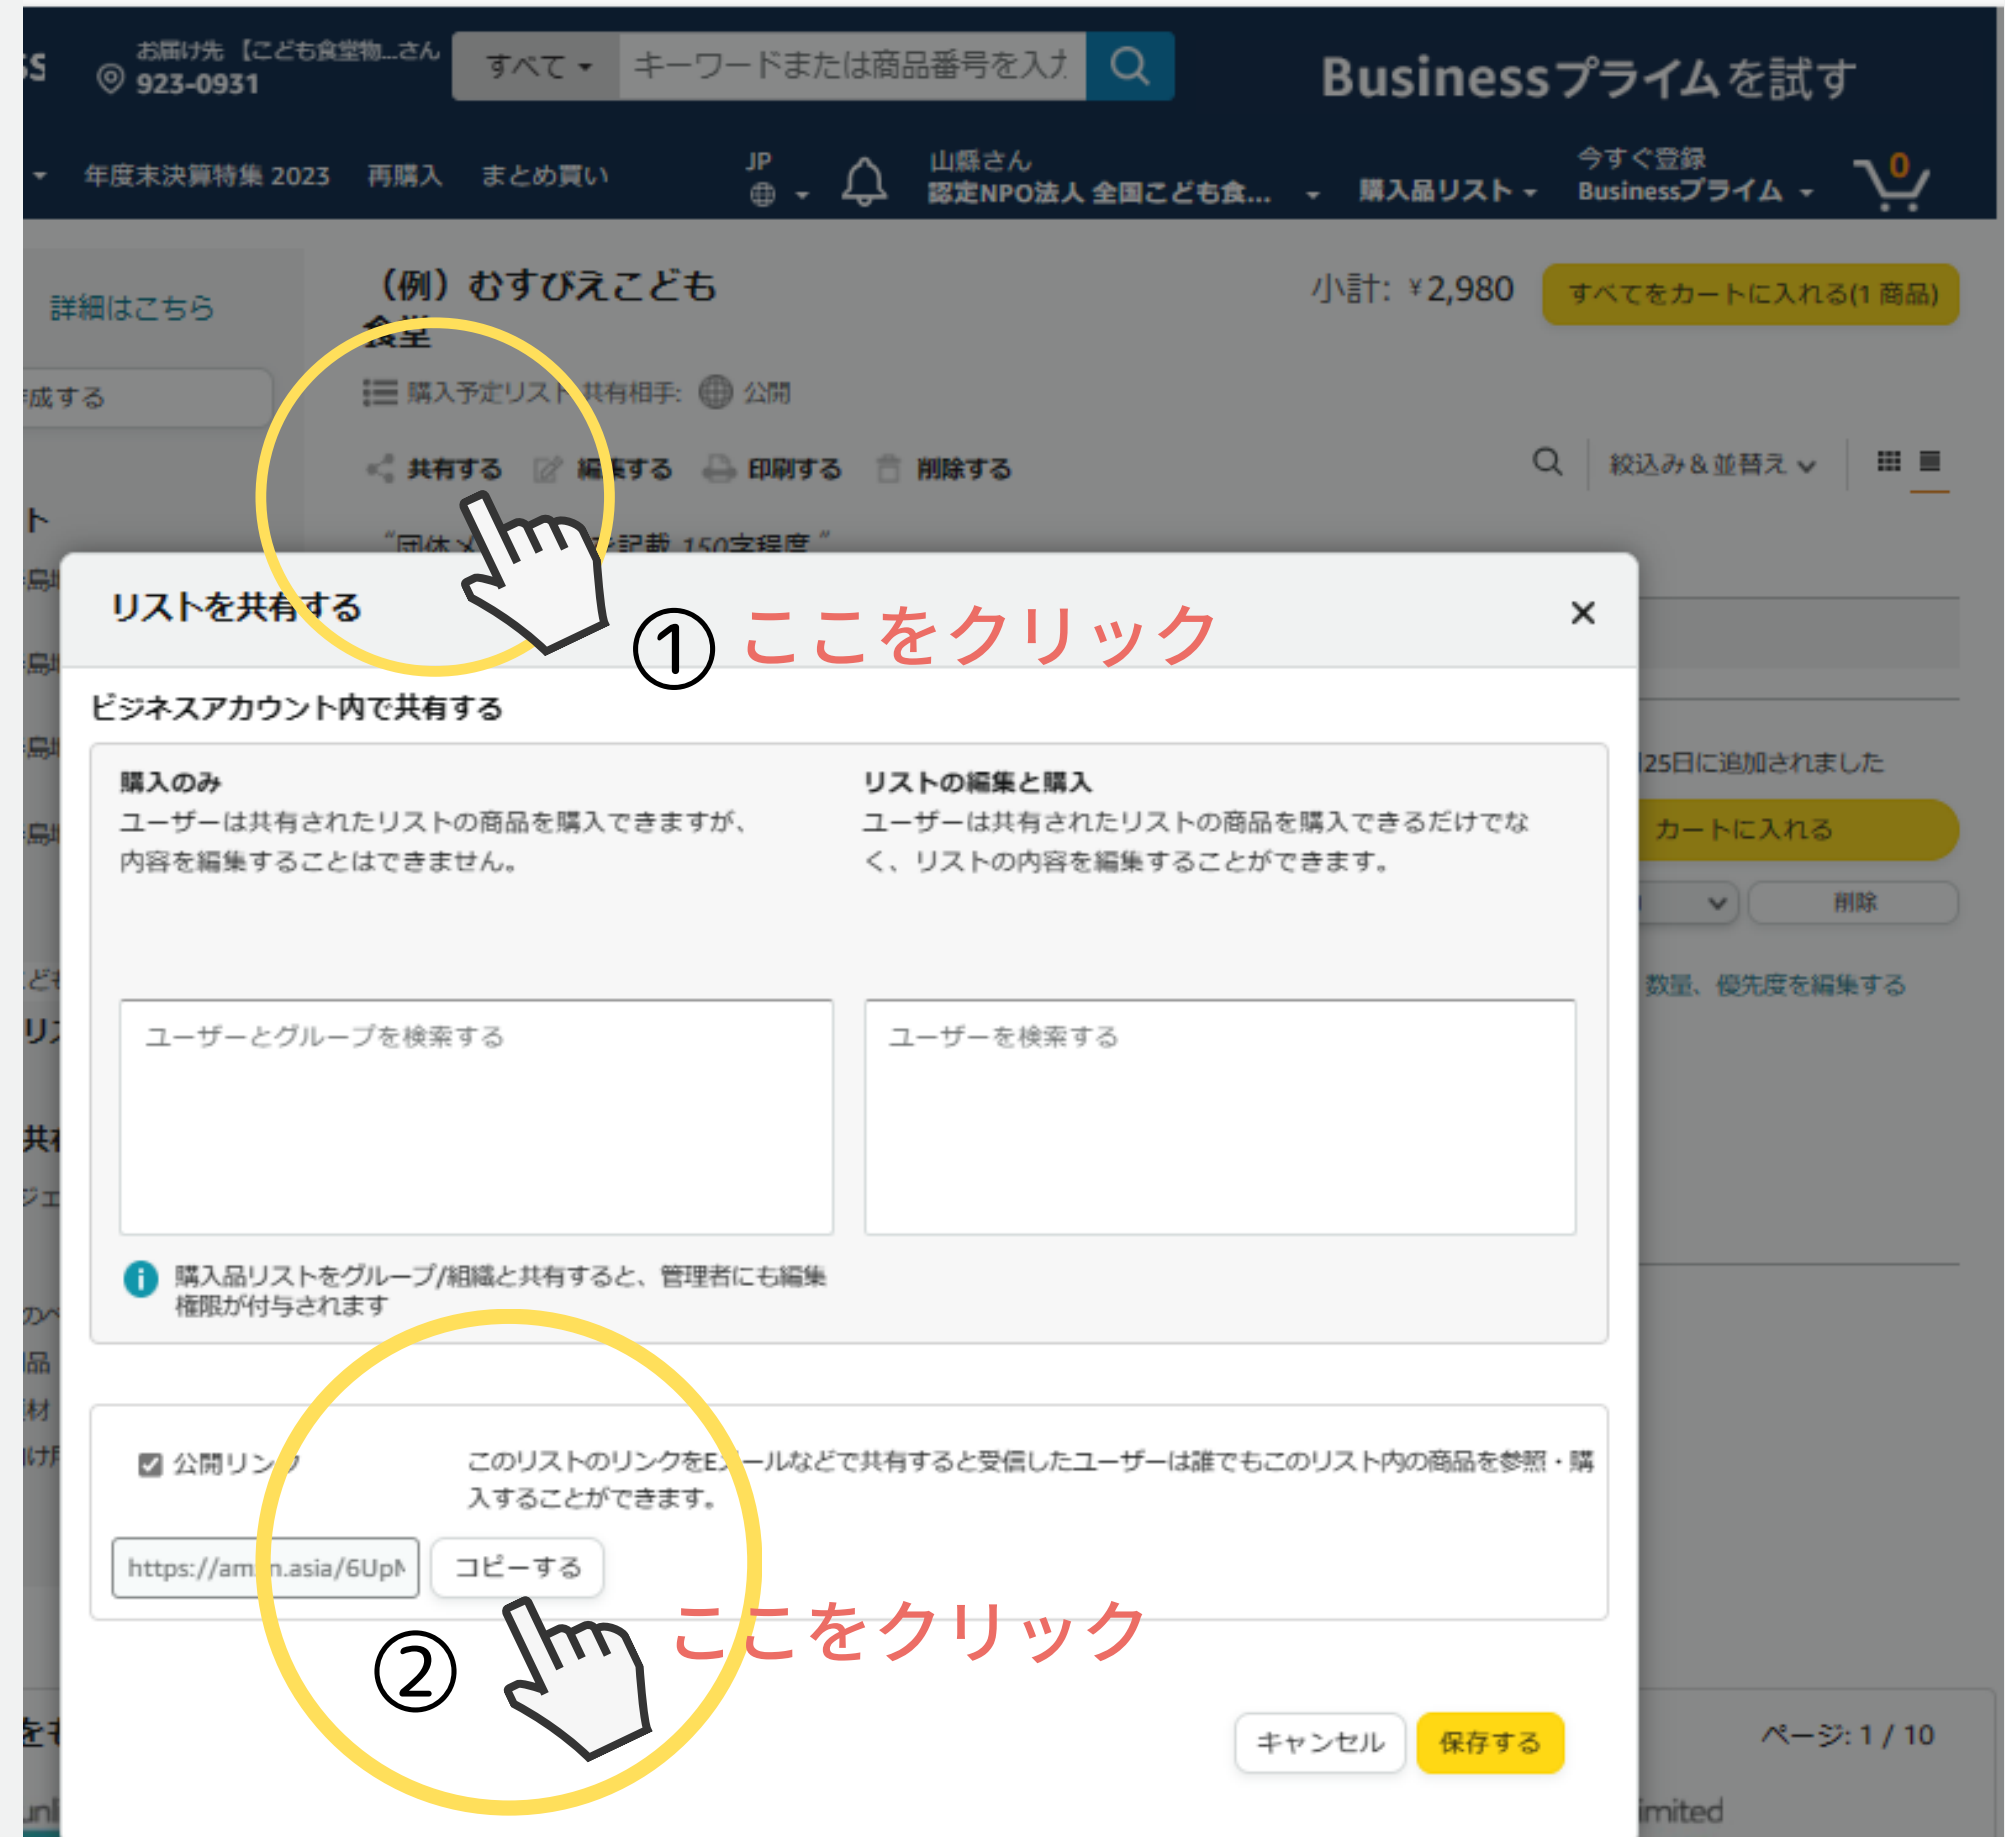 お届け先 【こども食堂物...さん
923-0931
すべて
キーワードまたは商品番号を入力
Businessプライムを試す
年度末決算特集 2023
再購入
まとめ買い
JP
山縣さん
認定NPO法人 全国こども食...
購入品リスト
今すぐ登録
Businessプライム
0
詳細はこちら
成する
(例)むすびえこども
食堂
小計: ¥2,980
すべてをカートに入れる(1 商品)
購入予定リスト 共有相手: 公開
共有する
編集する
印刷する
削除する
絞込み&並替え
"団体メ 記載 150字程度"
リストを共有する
① ここをクリック
ビジネスアカウント内で共有する
購入のみ
ユーザーは共有されたリストの商品を購入できますが、
内容を編集することはできません。
リストの編集と購入
ユーザーは共有されたリストの商品を購入できるだけでな
く、リストの内容を編集することができます。
ユーザーとグループを検索する
ユーザーを検索する
購入品リストをグループ/組織と共有すると、管理者にも編集
権限が付与されます
25日に追加されました
カートに入れる
削除
数量、優先度を編集する
公開リンク
このリストのリンクをEメールなどで共有すると受信したユーザーは誰でもこのリスト内の商品を参照・購
入することができます。
コピーする
② ここをクリック
キャンセル
保存する
ページ: 1 / 10
imited